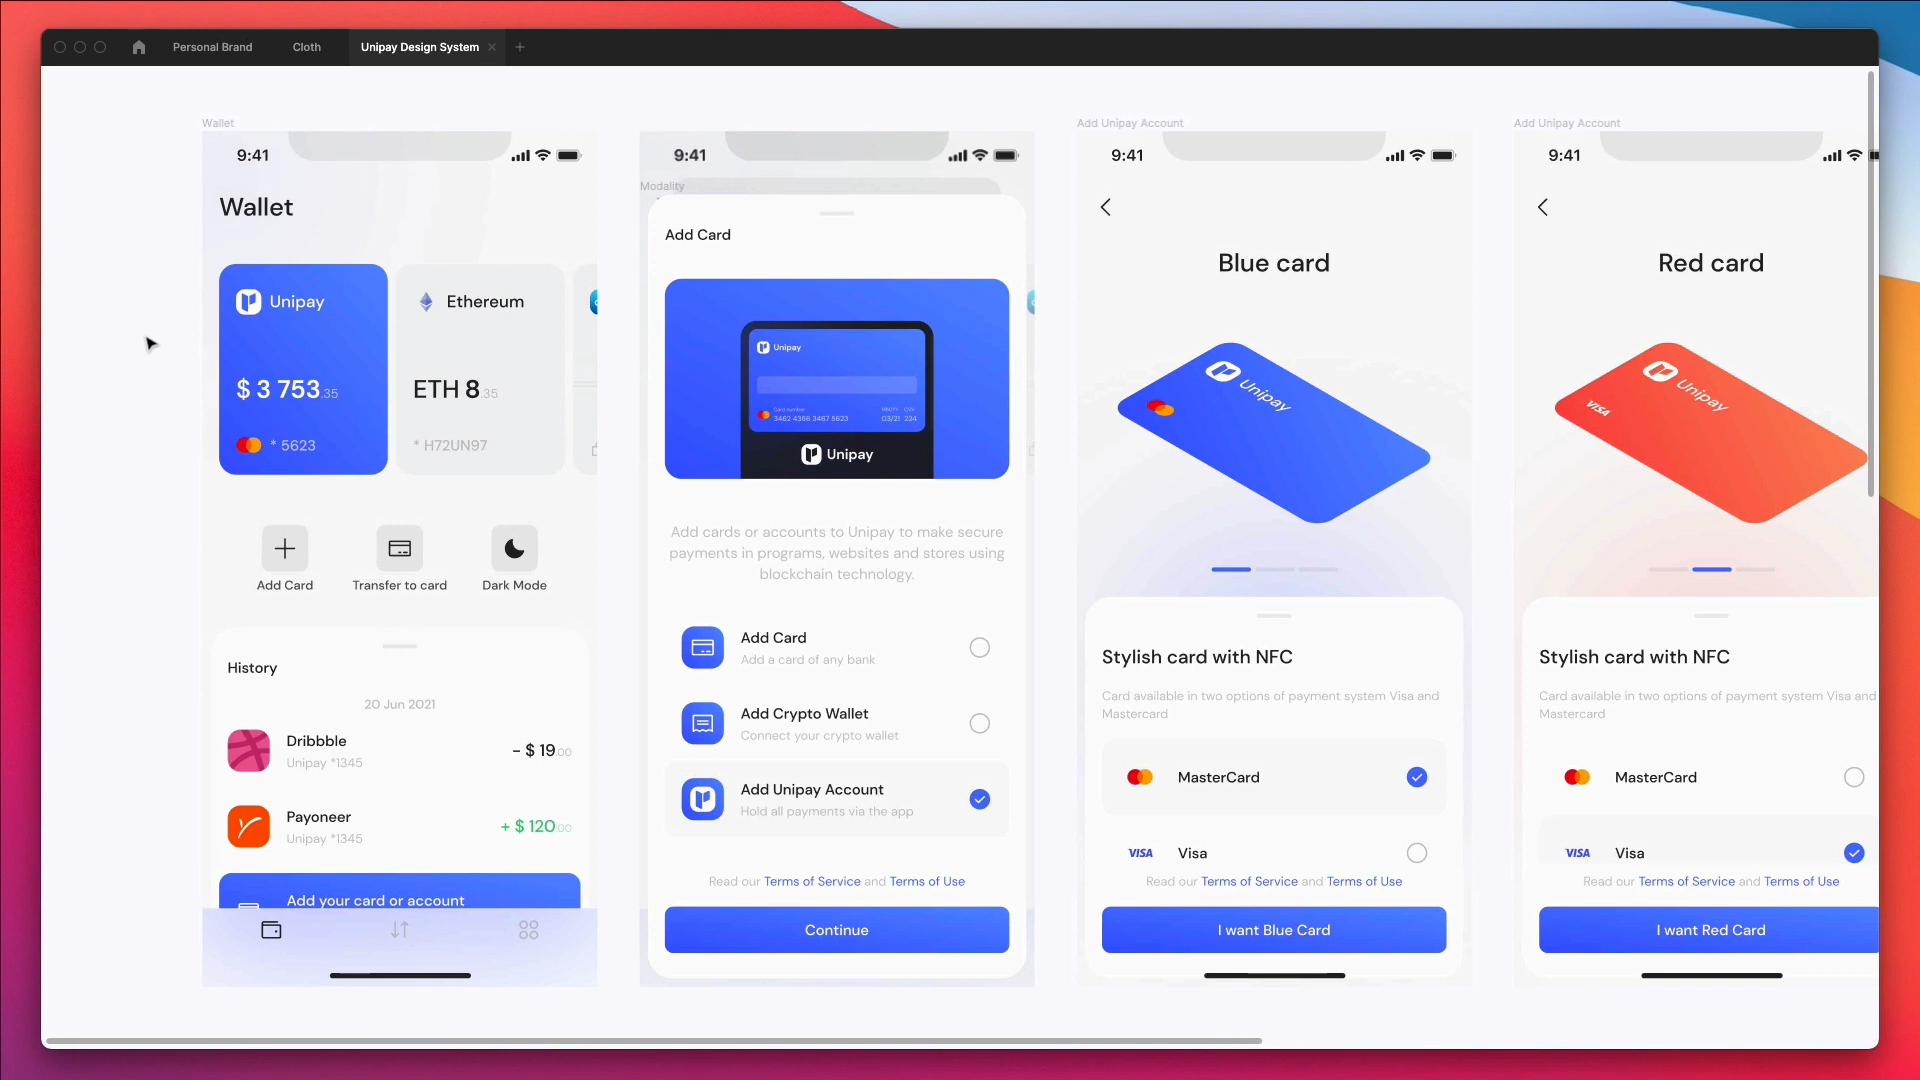 Personal Brand
Cloth
Unipay Design System
Wallet
9:41
Wallet
Unipay
$ 3 753.35
* 5623
Ethereum
ETH 8.35
* H72UN97
Add Card
Transfer to card
Dark Mode
History
20 Jun 2021
Dribbble
Unipay *1345
- $ 19.00
Payoneer
Unipay *1345
+ $ 120.00
Add your card or account
9:41
Modality
Add Card
Unipay
Card number
3462 4366 3467 5623
CVV
03/21 224
Unipay
Add cards or accounts to Unipay to make secure
payments in programs, websites and stores using
blockchain technology.
Add Card
Add a card of any bank
Add Crypto Wallet
Connect your crypto wallet
Add Unipay Account
Hold all payments via the app
Read our Terms of Service and Terms of Use
Continue
Add Unipay Account
9:41
Blue card
Unipay
Stylish card with NFC
Card available in two options of payment system Visa and
Mastercard
MasterCard
VISA Visa
Read our Terms of Service and Terms of Use
I want Blue Card
Add Unipay Account
9:41
Red card
Unipay
VISA
Stylish card with NFC
Card available in two options of payment system Visa and
Mastercard
MasterCard
VISA Visa
Read our Terms of Service and Terms of Use
I want Red Card